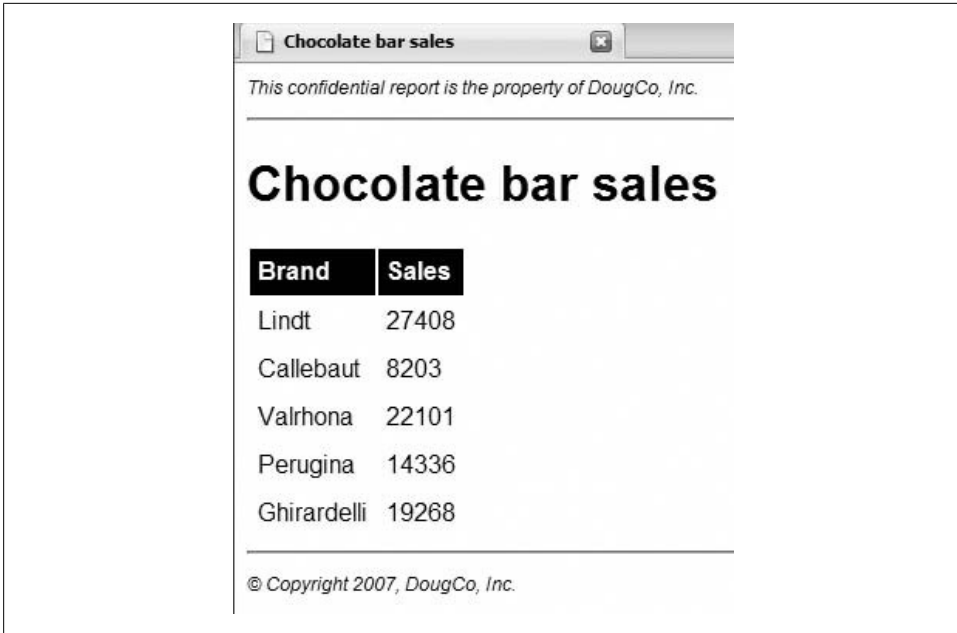 Chocolate bar sales
This confidential report is the property of DougCo, Inc.
Chocolate bar sales
Brand Sales
Lindt 27408
Callebaut 8203
Valrhona 22101
Perugina 14336
Ghirardelli 19268
© Copyright 2007, DougCo, Inc.